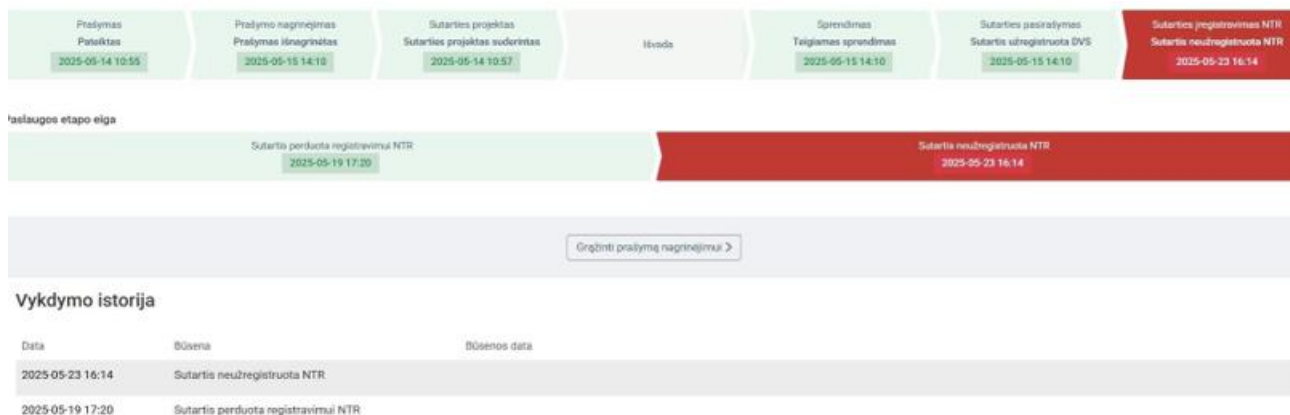 Prašymas
Pateiktas
2025-05-14 10:55
Prašymo nagrinėjimas
Prašymas išnagrinėtas
2025-05-15 14:10
Sutarties projektas
Sutarties projektas suderintas
2025-05-14 10:57
Išvada
Sprendimas
Teigiamas sprendimas
2025-05-15 14:10
Sutarties pasirašymas
Sutartis užregistruota DVS
2025-05-15 14:10
Sutarties įregistravimas NTR
Sutartis neužregistruota NTR
2025-05-23 16:14
Paslaugos etapo eiga
Sutartis perduota registravimui NTR
2025-05-19 17:20
Sutartis neužregistruota NTR
2025-05-23 16:14
Grąžinti prašymą nagrinėjimui
Vykdymo istorija
Data Būsena Būsenos data
2025-05-23 16:14 Sutartis neužregistruota NTR
2025-05-19 17:20 Sutartis perduota registravimui NTR